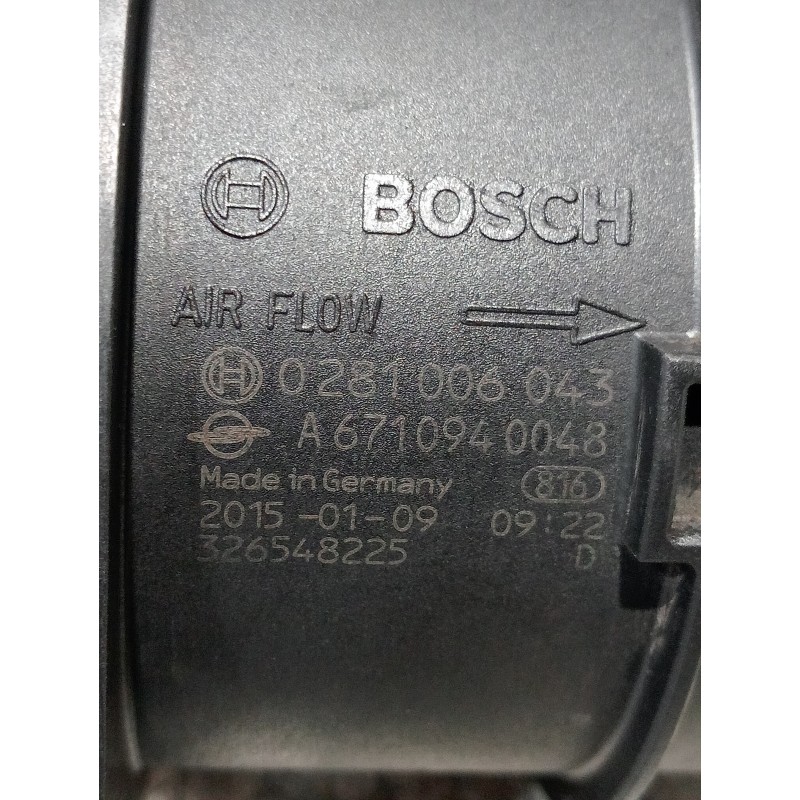 BOSCH
AIR FLOW
0 281 006 043
A 671 094 0048
Made in Germany 816
2015-01-09 09:22
326548225 D